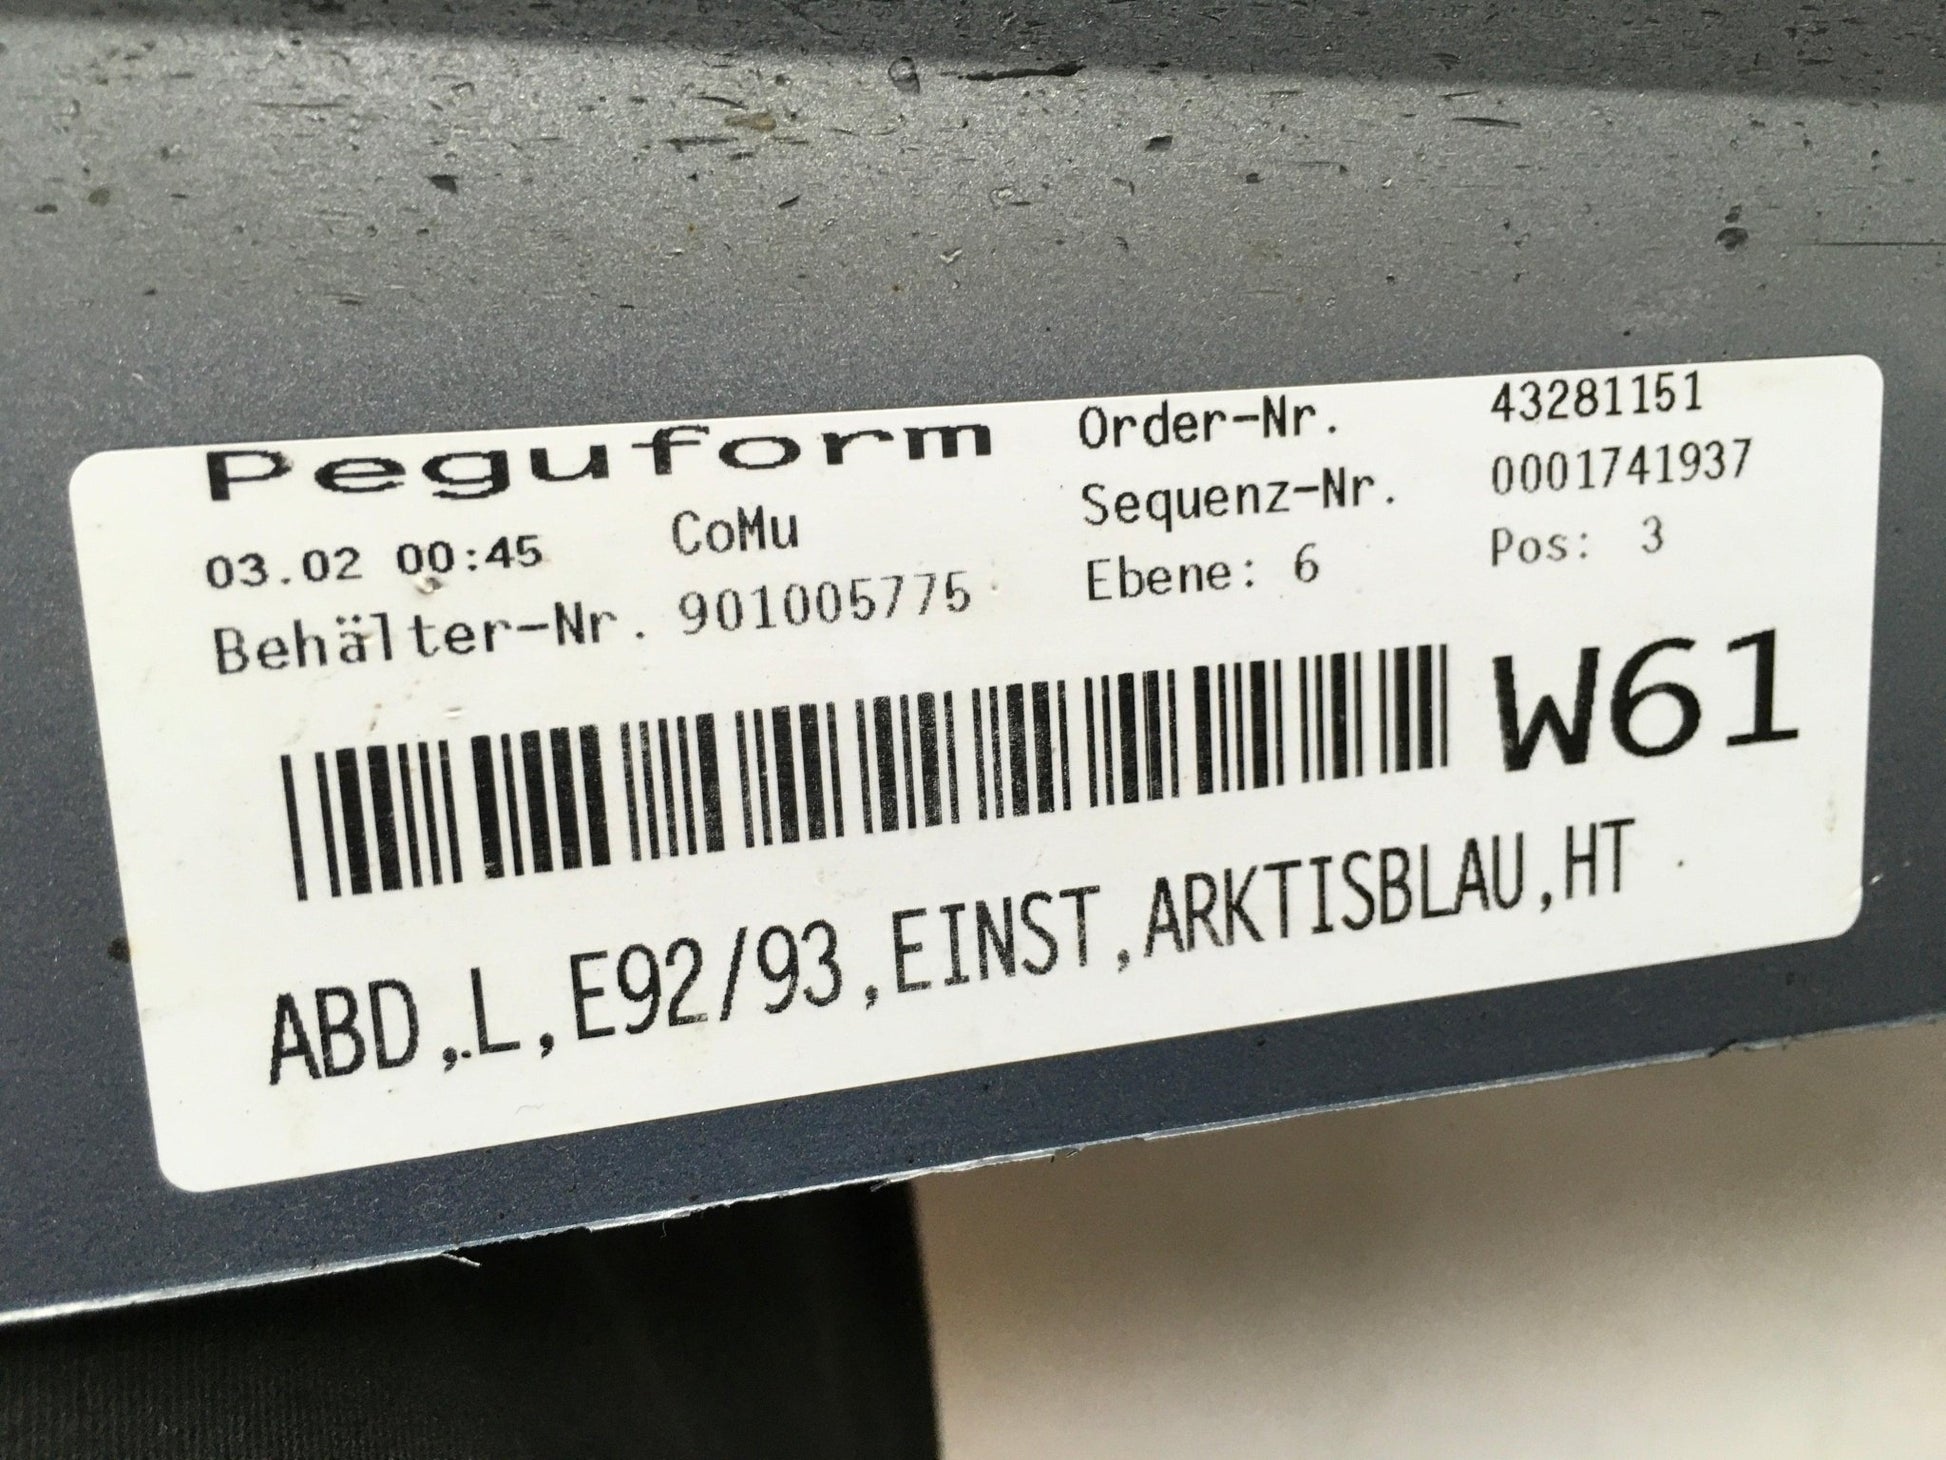 Peguform
03.02 00:45 CoMu
Behälter-Nr. 901005775
Order-Nr. 43281151
Sequenz-Nr. 0001741937
Ebene: 6 Pos: 3
W61
ABD,L,E92/93,EINST,ARKTISBLAU,HT